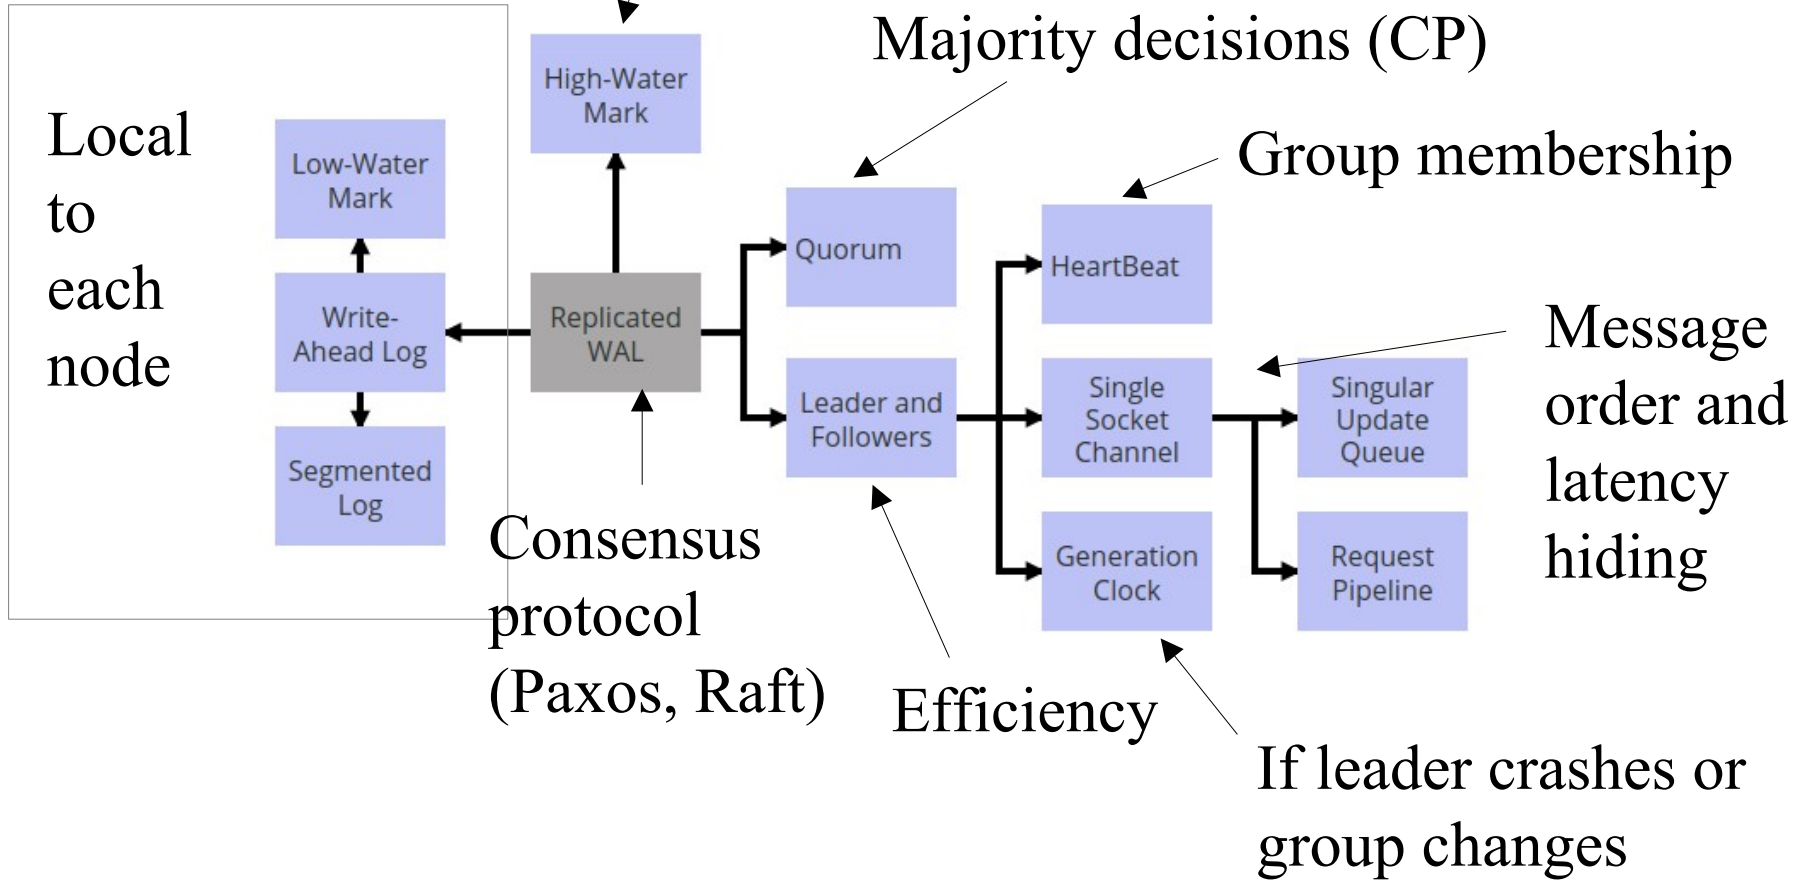 Majority decisions (CP)
High-Water
Mark
Group membership
Local
to
each
node
Low-Water
Mark
Quorum
HeartBeat
Write-
Ahead Log
Replicated
WAL
Message
order and
latency
hiding
Leader and
Followers
Single
Socket
Channel
Singular
Update
Queue
Segmented
Log
Consensus
protocol
(Paxos, Raft)
Generation
Clock
Request
Pipeline
Efficiency
If leader crashes or
group changes